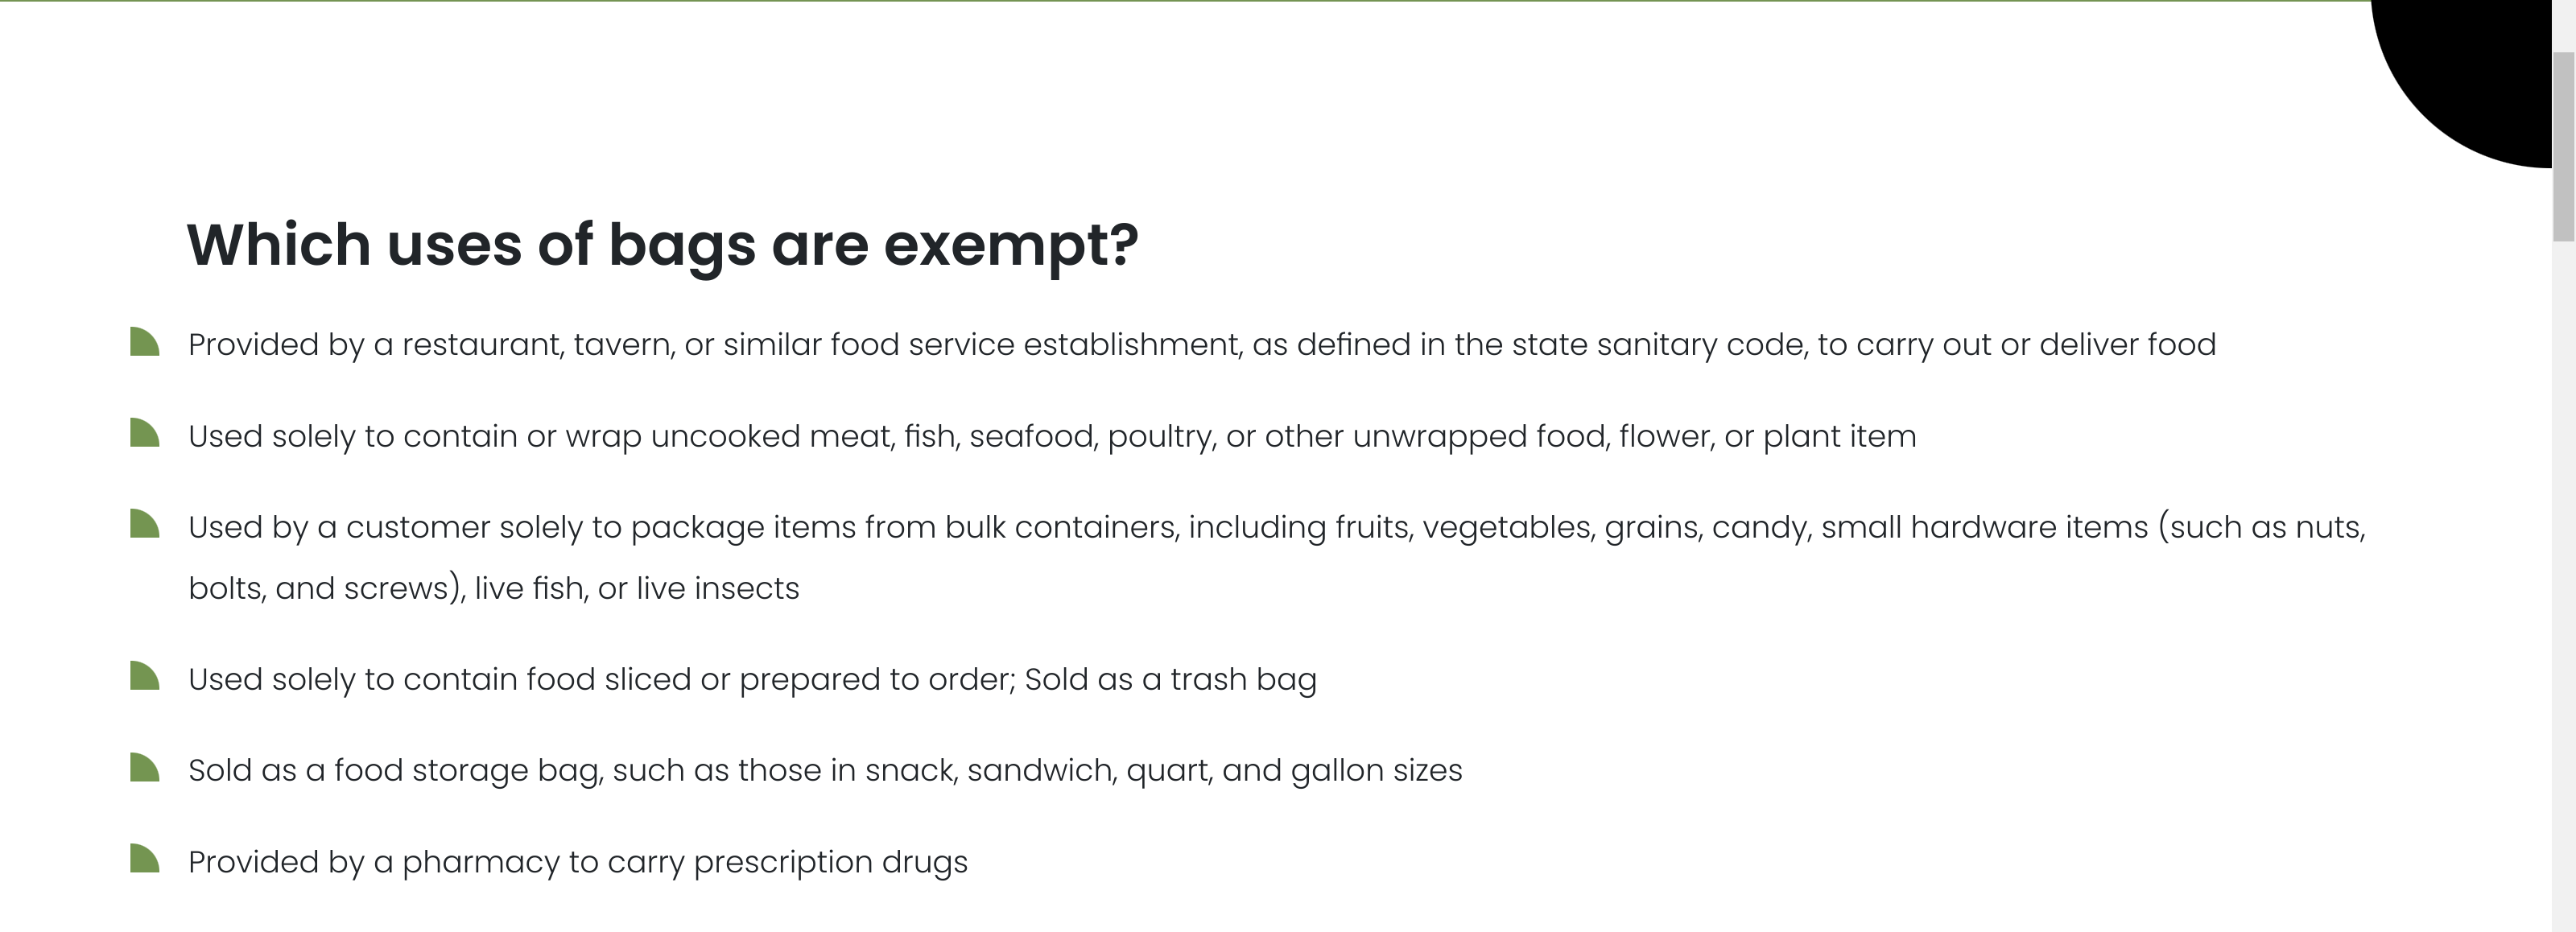 Which uses of bags are exempt?
Provided by a restaurant, tavern, or similar food service establishment, as defined in the state sanitary code, to carry out or deliver food
Used solely to contain or wrap uncooked meat, fish, seafood, poultry, or other unwrapped food, flower, or plant item
Used by a customer solely to package items from bulk containers, including fruits, vegetables, grains, candy, small hardware items (such as nuts,
bolts, and screws), live fish, or live insects
Used solely to contain food sliced or prepared to order; Sold as a trash bag
Sold as a food storage bag, such as those in snack, sandwich, quart, and gallon sizes
Provided by a pharmacy to carry prescription drugs